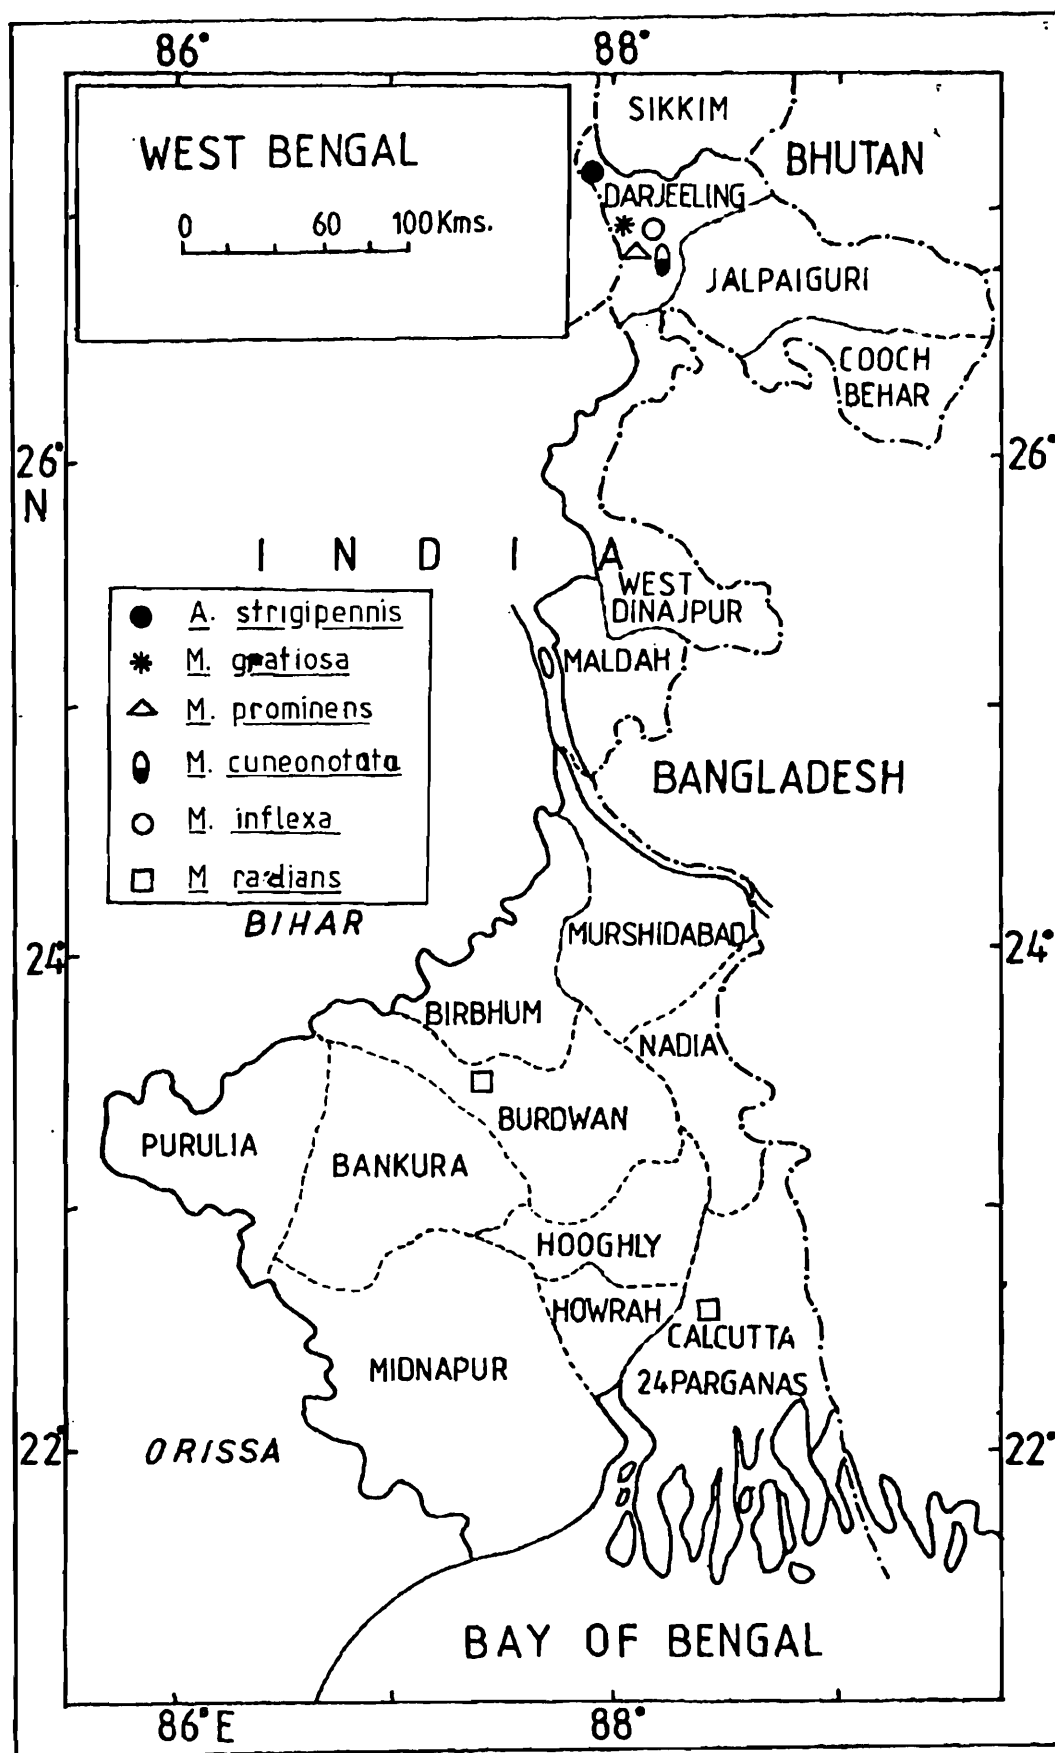 86° 88°
WEST BENGAL
0 60 100Kms.
SIKKIM
BHUTAN
DARJEELING
JALPAIGURI
COOCH
BEHAR
26° 26°
N
I N D I A
WEST
DINAJPUR
MALDAH
A. strigipennis
M. gratiosa
M. prominens
M. cuneonotata
M. inflexa
M radians
BANGLADESH
BIHAR
MURSHIDABAD
24° 24°
BIRBHUM
NADIA
BURDWAN
PURULIA
BANKURA
HOOGHLY
HOWRAH
CALCUTTA
MIDNAPUR
24PARGANAS
ORISSA
22° 22°
BAY OF BENGAL
86°E 88°